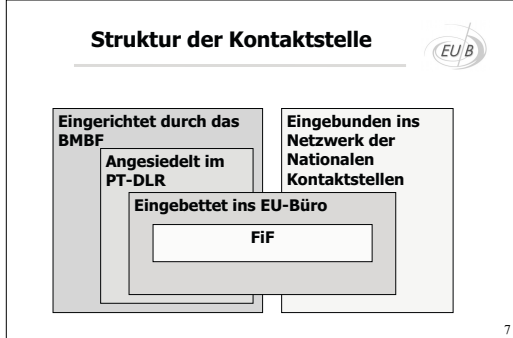 Struktur der Kontaktstelle
EU B
Eingerichtet durch das
BMBF
Angesiedelt im
PT-DLR
Eingebettet ins EU-Büro
FiF
Eingebunden ins
Netzwerk der
Nationalen
Kontaktstellen
7